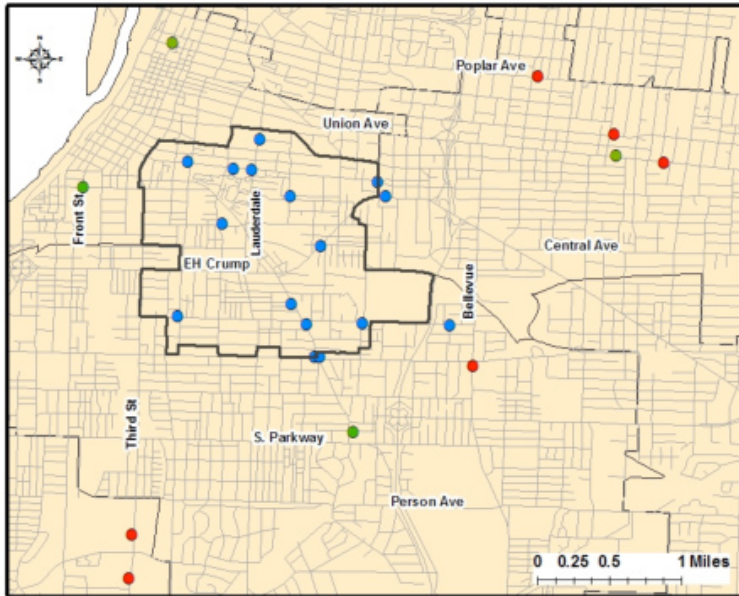 Poplar Ave
Union Ave
Front St
Lauderdale
Central Ave
EH Crump
Bellevue
Third St
S. Parkway
Person Ave
0 0.25 0.5 1 Miles